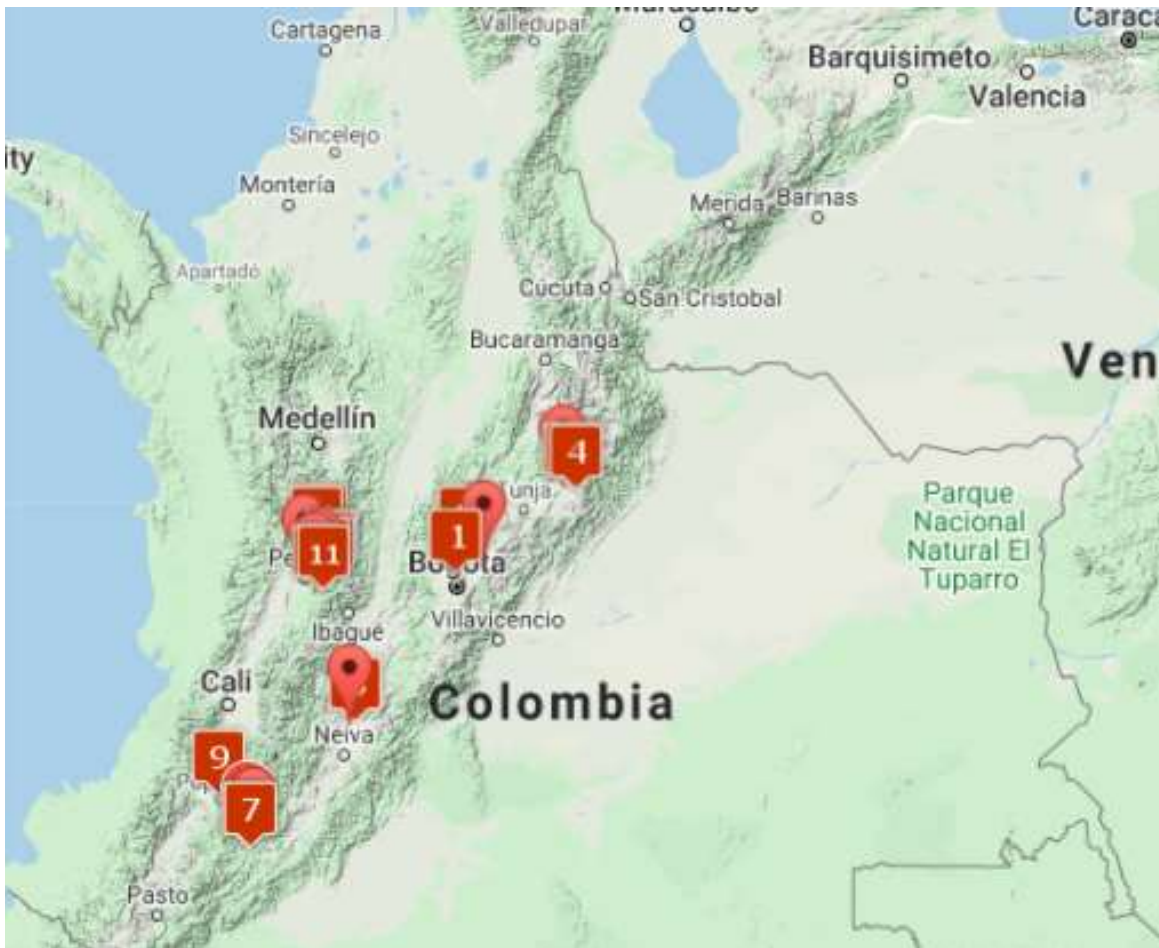 Cartagena
Valledupar
Caraca
Barquisimeto
Valencia
Sincelejo
ity
Montería
Merida
Barinas
Apartadó
Cucuta
San Cristobal
Bucaramanga
Ven
Medellín
4
Parque
Nacional
Natural El
Tuparro
1
11
Villavicencio
Ibagué
Cali
Colombia
Neiva
9
7
Pasto